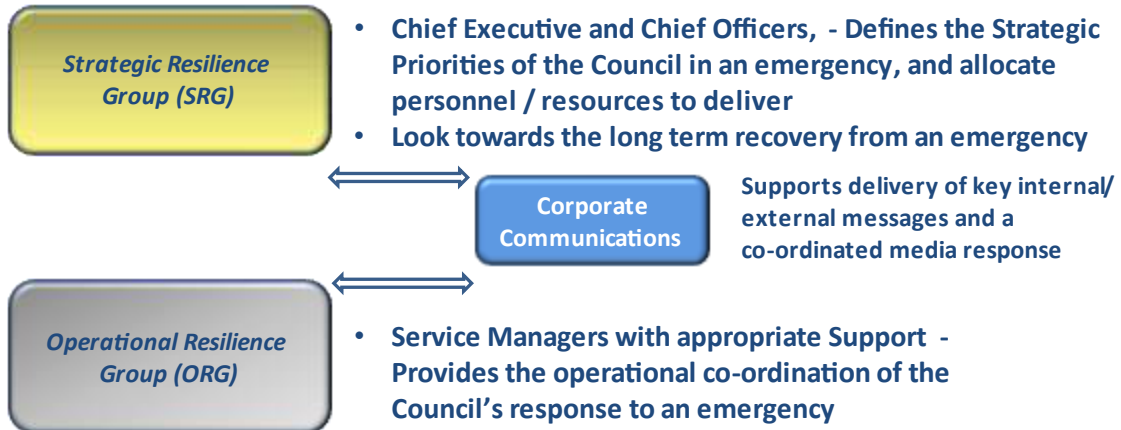 Strategic Resilience
Group (SRG)
• Chief Executive and Chief Officers, - Defines the Strategic
Priorities of the Council in an emergency, and allocate
personnel / resources to deliver
• Look towards the long term recovery from an emergency
Corporate
Communications
Supports delivery of key internal/
external messages and a
co-ordinated media response
Operational Resilience
Group (ORG)
• Service Managers with appropriate Support -
Provides the operational co-ordination of the
Council's response to an emergency